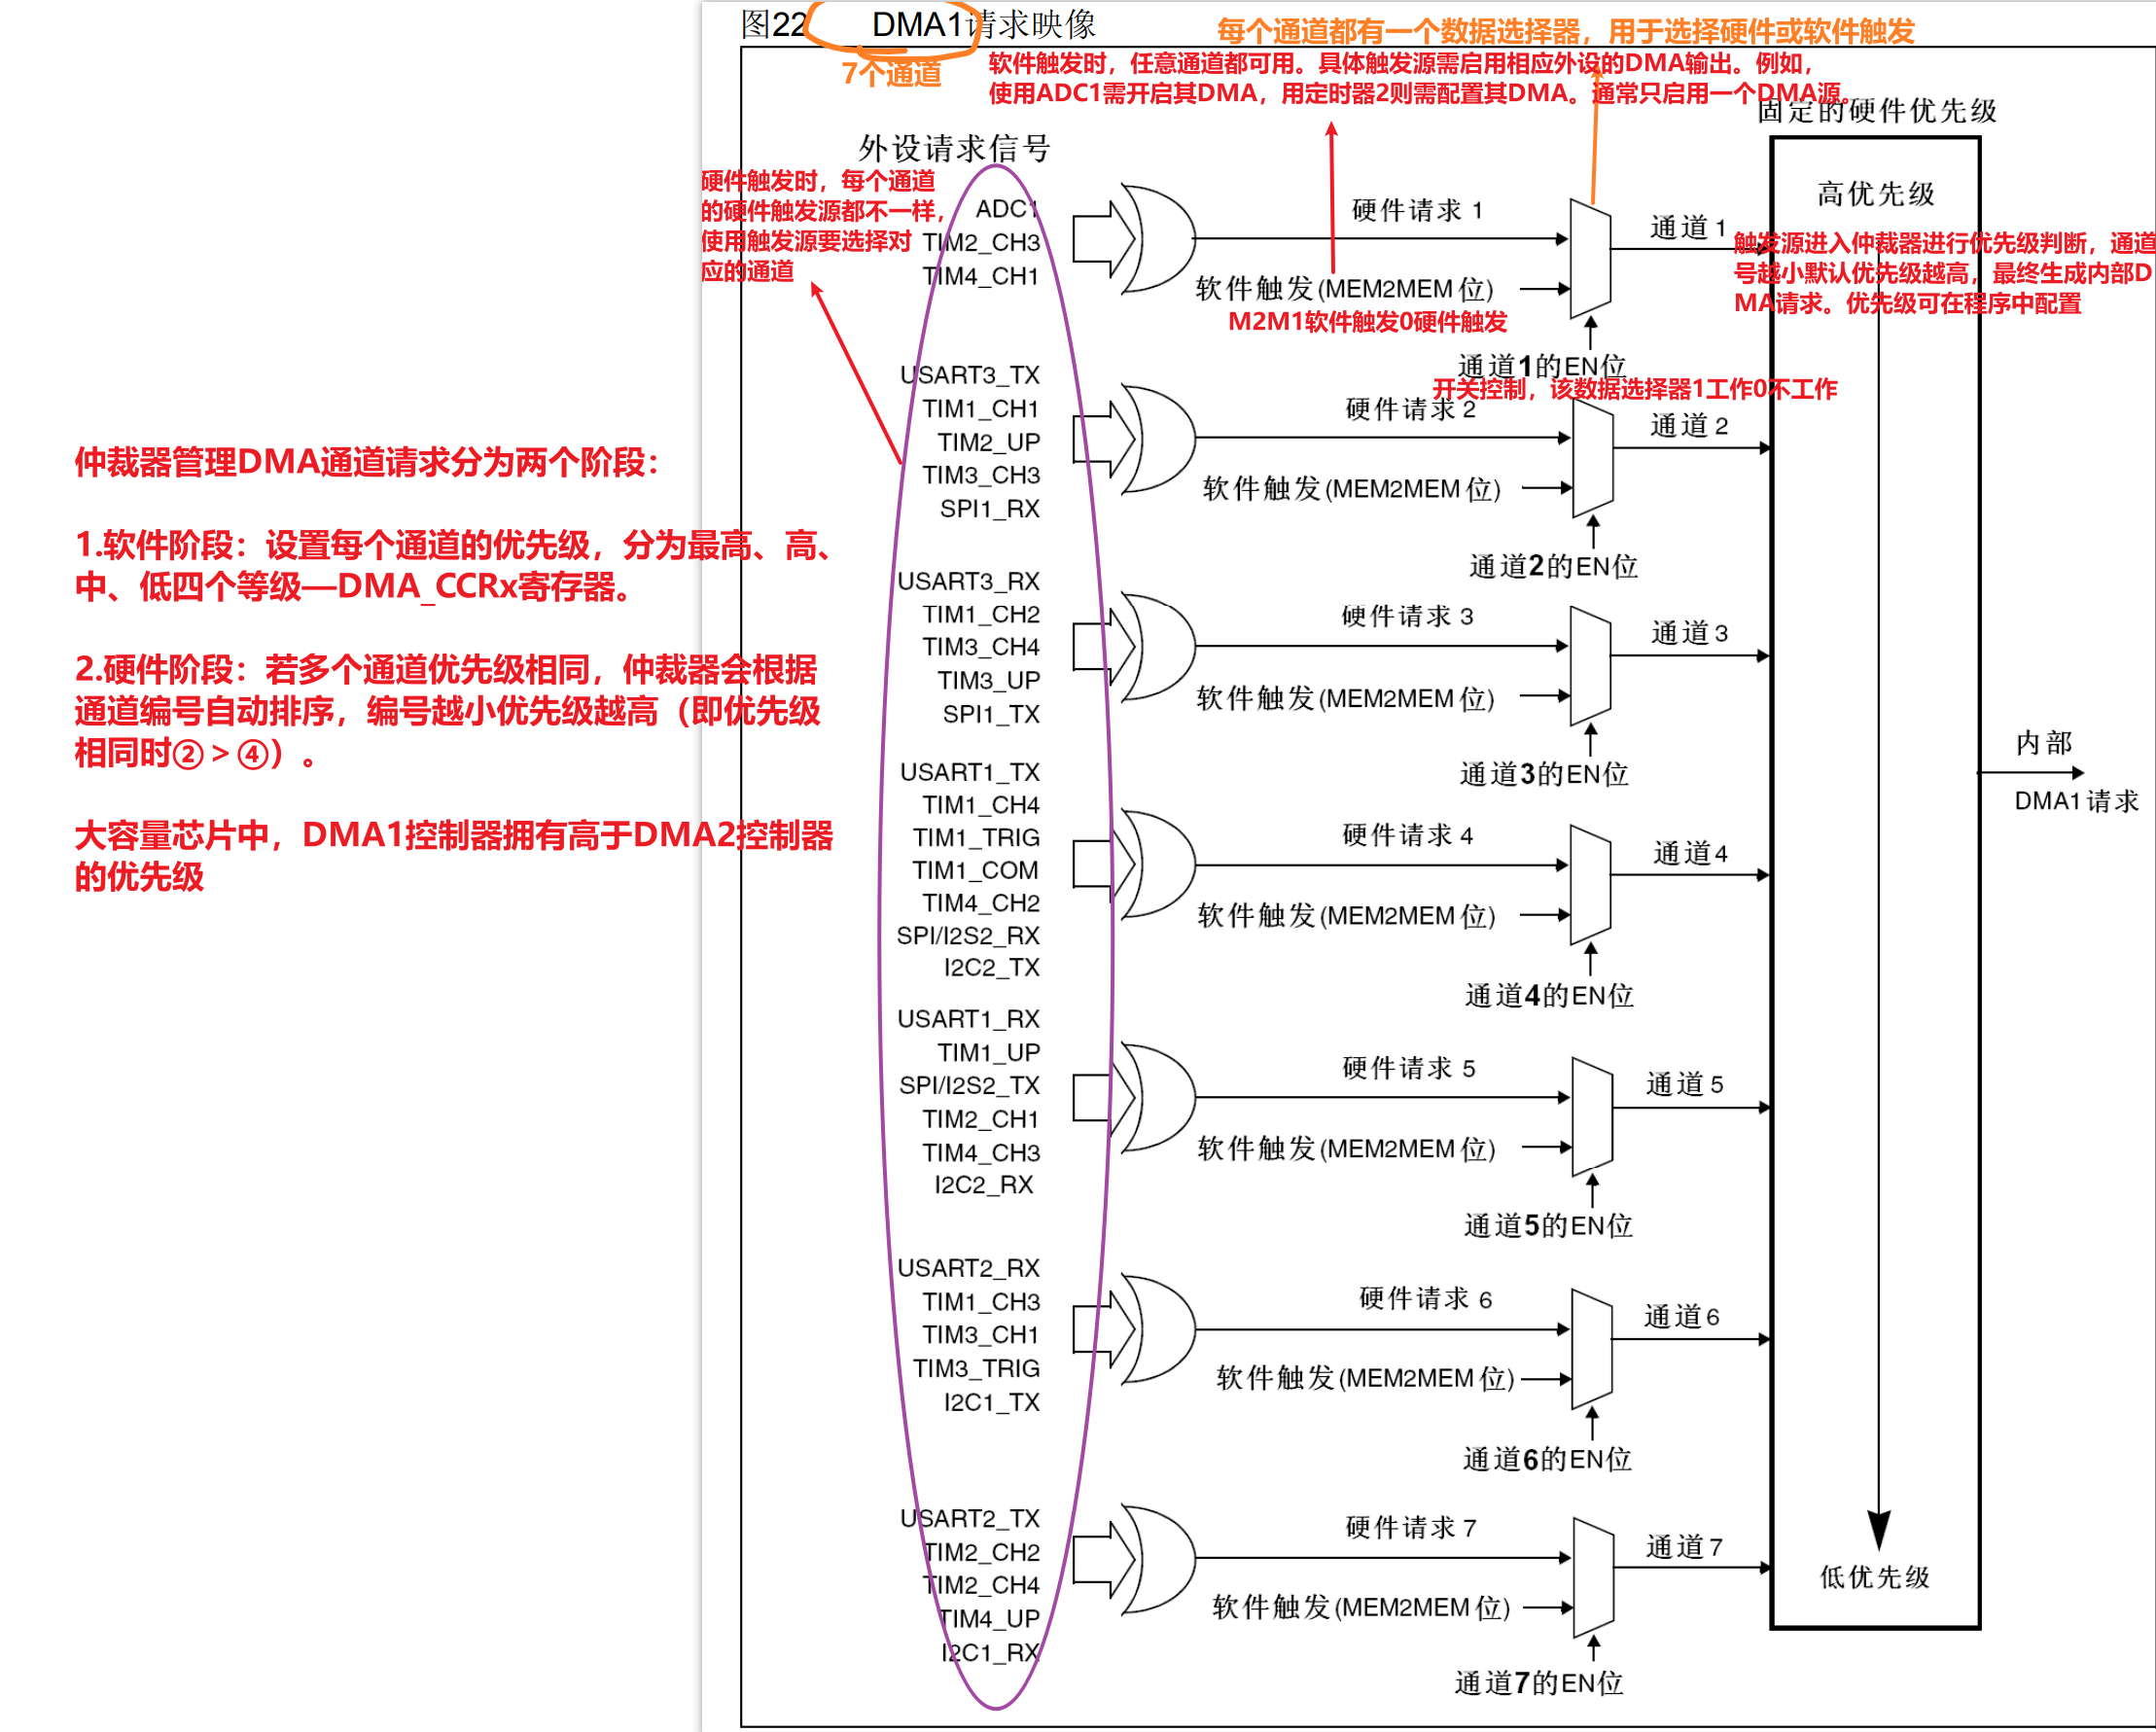 图22 DMA1请求映像
每个通道都有一个数据选择器，用于选择硬件或软件触发
7个通道
软件触发时，任意通道都可用。具体触发源需启用相应外设的DMA输出。例如，
使用ADC1需开启其DMA，用定时器2则需配置其DMA。通常只启用一个DMA源。
固定的硬件优先级
外设请求信号
硬件触发时，每个通道
的硬件触发源都不一样，
使用触发源要选择对
应的通道
高优先级
ADC1
TIM2_CH3
TIM4_CH1
硬件请求 1
通道 1
软件触发(MEM2MEM 位)
M2M1软件触发0硬件触发
触发源进入仲裁器进行优先级判断，通道
号越小默认优先级越高，最终生成内部D
MA请求。优先级可在程序中配置
通道1的EN位
开关控制，该数据选择器1工作0不工作
USART3_TX
TIM1_CH1
TIM2_UP
TIM3_CH3
SPI1_RX
硬件请求 2
通道 2
软件触发(MEM2MEM 位)
通道2的EN位
仲裁器管理DMA通道请求分为两个阶段：
1.软件阶段：设置每个通道的优先级，分为最高、高、
中、低四个等级—DMA_CCRx寄存器。
2.硬件阶段：若多个通道优先级相同，仲裁器会根据
通道编号自动排序，编号越小优先级越高（即优先级
相同时②＞④）。
大容量芯片中，DMA1控制器拥有高于DMA2控制器
的优先级
USART3_RX
TIM1_CH2
TIM3_CH4
TIM3_UP
SPI1_TX
硬件请求 3
通道 3
软件触发(MEM2MEM 位)
通道3的EN位
内部
DMA1 请求
USART1_TX
TIM1_CH4
TIM1_TRIG
TIM1_COM
TIM4_CH2
SPI/I2S2_RX
I2C2_TX
硬件请求 4
通道4
软件触发(MEM2MEM 位)
通道4的EN位
USART1_RX
TIM1_UP
SPI/I2S2_TX
TIM2_CH1
TIM4_CH3
I2C2_RX
硬件请求 5
通道 5
软件触发(MEM2MEM 位)
通道5的EN位
USART2_RX
TIM1_CH3
TIM3_CH1
TIM3_TRIG
I2C1_TX
硬件请求 6
通道6
软件触发(MEM2MEM 位)
通道6的EN位
USART2_TX
TIM2_CH2
TIM2_CH4
TIM4_UP
I2C1_RX
硬件请求 7
通道7
软件触发(MEM2MEM 位)
通道7的EN位
低优先级